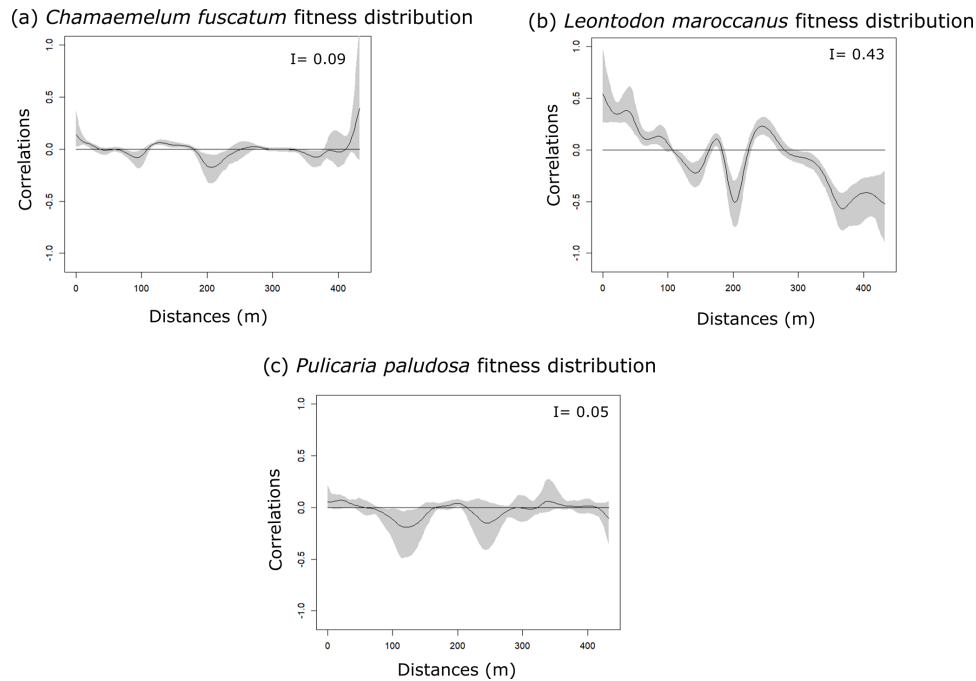 (a) Chamaemelum fuscatum fitness distribution
I= 0.09
Correlations
1.0
0.5
0.0
-0.5
-1.0
0 100 200 300 400
Distances (m)
(b) Leontodon maroccanus fitness distribution
I= 0.43
Correlations
1.0
0.5
0.0
-0.5
-1.0
0 100 200 300 400
Distances (m)
(c) Pulicaria paludosa fitness distribution
I= 0.05
Correlations
1.0
0.5
0.0
-0.5
-1.0
0 100 200 300 400
Distances (m)